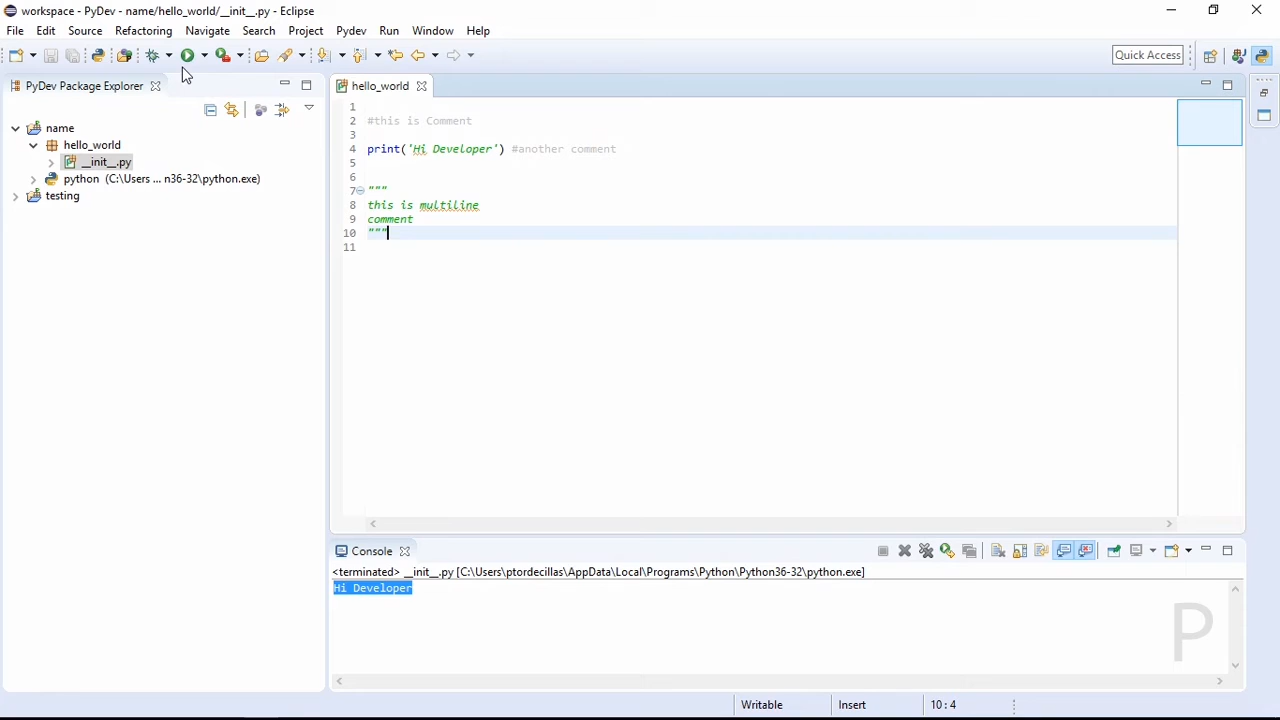 workspace - PyDev - name/hello_world/__init__.py - Eclipse
File Edit Source Refactoring Navigate Search Project Pydev Run Window Help
Quick Access
PyDev Package Explorer
name
hello_world
__init__.py
python (C:\Users ... n36-32\python.exe)
testing
hello_world
1
2 #this is Comment
3
4 print('Hi Developer') #another comment
5
6
7 """
8 this is multiline
9 comment
10 """
11
Console
<terminated> __init__.py [C:\Users\ptordecillas\AppData\Local\Programs\Python\Python36-32\python.exe]
Hi Developer
P
Writable Insert 10 : 4